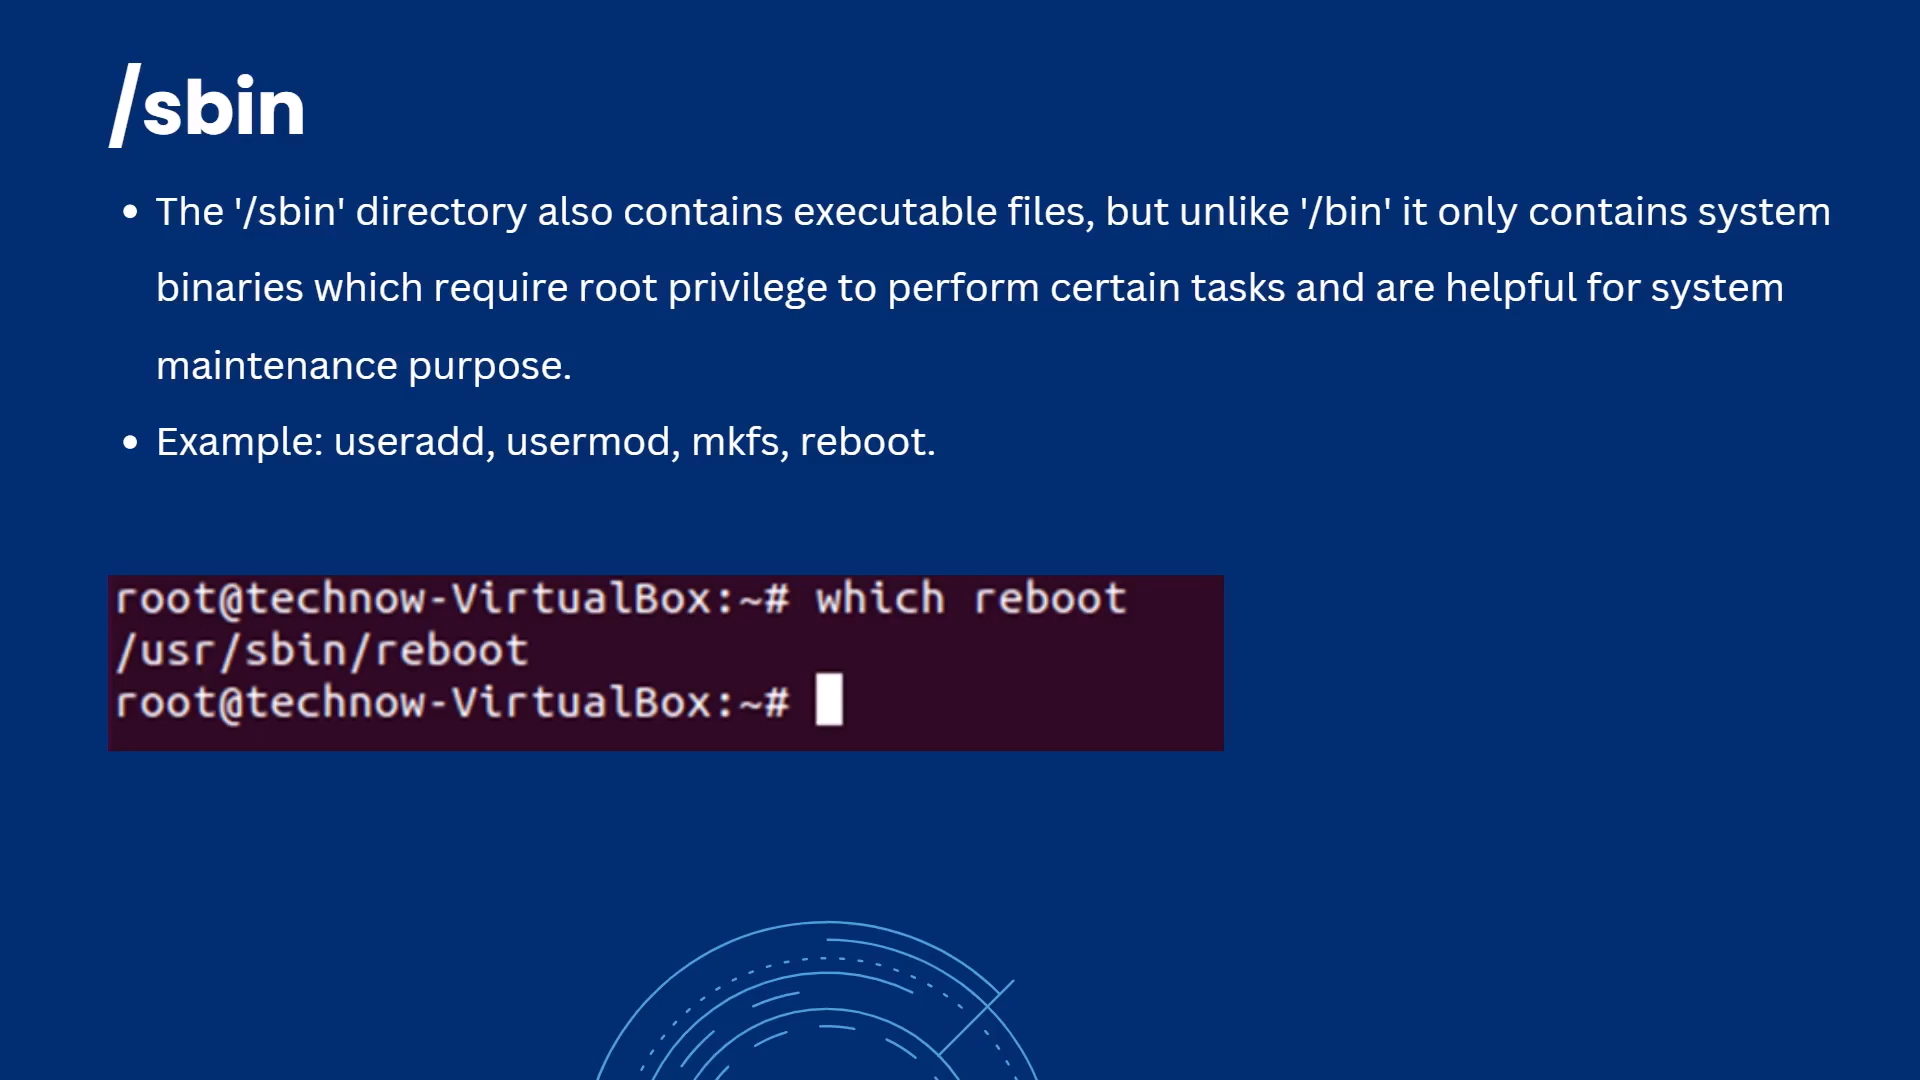 /sbin
• The '/sbin' directory also contains executable files, but unlike '/bin' it only contains system
binaries which require root privilege to perform certain tasks and are helpful for system
maintenance purpose.
• Example: useradd, usermod, mkfs, reboot.
root@technow-VirtualBox:~# which reboot
/usr/sbin/reboot
root@technow-VirtualBox:~#